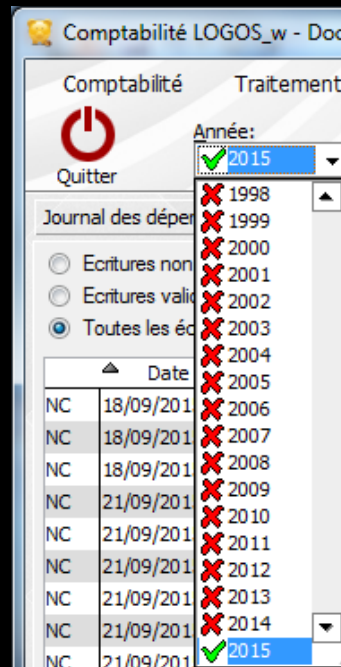 Comptabilité LOGOS_w - Doc
Comptabilité Traitement
Quitter
Année:
2015
1998
1999
2000
2001
2002
2003
2004
2005
2006
2007
2008
2009
2010
2011
2012
2013
2014
2015
Journal des déper
Ecritures non
Ecritures valid
Toutes les éc
Date
NC 18/09/201
NC 18/09/201
NC 18/09/201
NC 21/09/201
NC 21/09/201
NC 21/09/201
NC 21/09/201
NC 21/09/201
NC 21/09/201